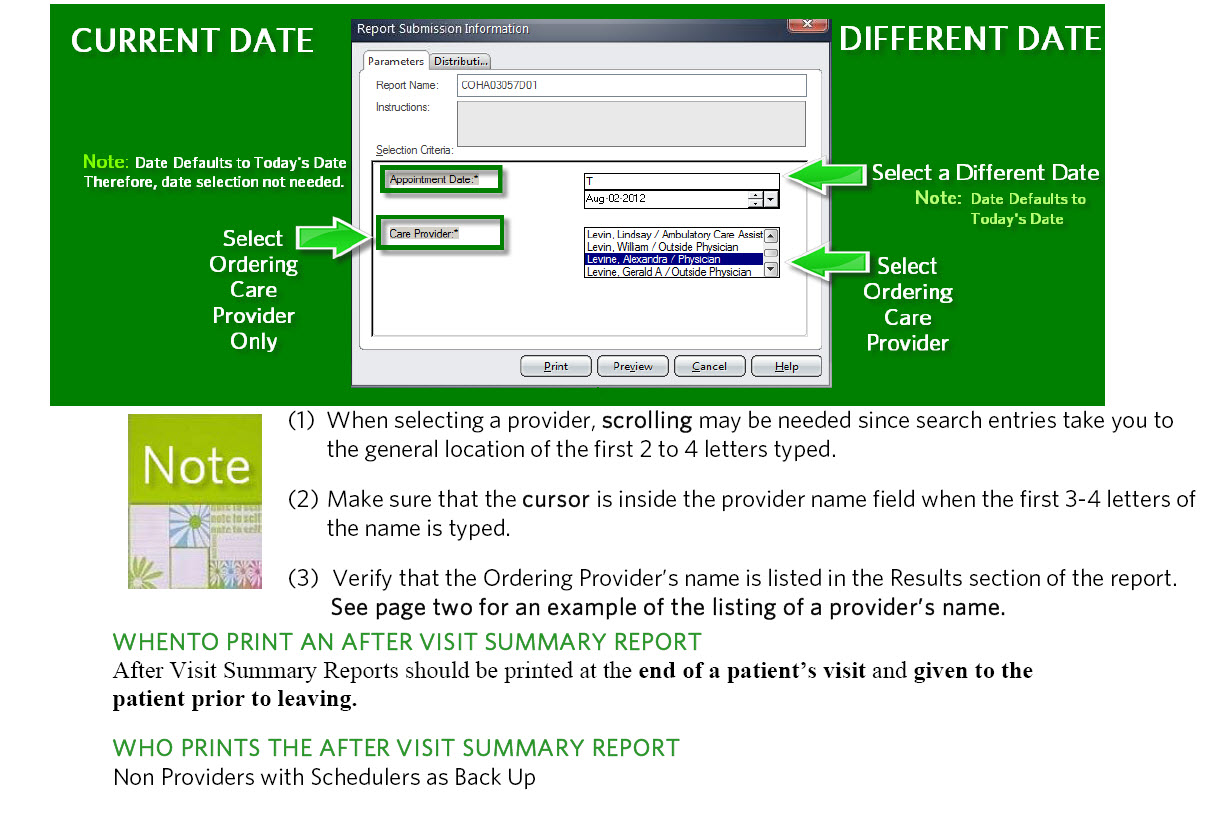 CURRENT DATE
DIFFERENT DATE
Report Submission Information
Parameters
Distributi...
Report Name:
COHA03057D01
Instructions:
Selection Criteria:
Note: Date Defaults to Today's Date
Therefore, date selection not needed.
Appointment Date:*
T
Aug-02-2012
Select a Different Date
Note: Date Defaults to
Today's Date
Care Provider:*
Levin, Lindsay / Ambulatory Care Assist
Levin, William / Outside Physician
Levine, Alexandra / Physician
Levine, Gerald A / Outside Physician
Select
Ordering
Care
Provider
Only
Select
Ordering
Care
Provider
Print
Preview
Cancel
Help
Note
note to self
note to self
(1) When selecting a provider, scrolling may be needed since search entries take you to
the general location of the first 2 to 4 letters typed.
(2) Make sure that the cursor is inside the provider name field when the first 3-4 letters of
the name is typed.
(3) Verify that the Ordering Provider’s name is listed in the Results section of the report.
See page two for an example of the listing of a provider’s name.
WHENTO PRINT AN AFTER VISIT SUMMARY REPORT
After Visit Summary Reports should be printed at the end of a patient’s visit and given to the
patient prior to leaving.
WHO PRINTS THE AFTER VISIT SUMMARY REPORT
Non Providers with Schedulers as Back Up